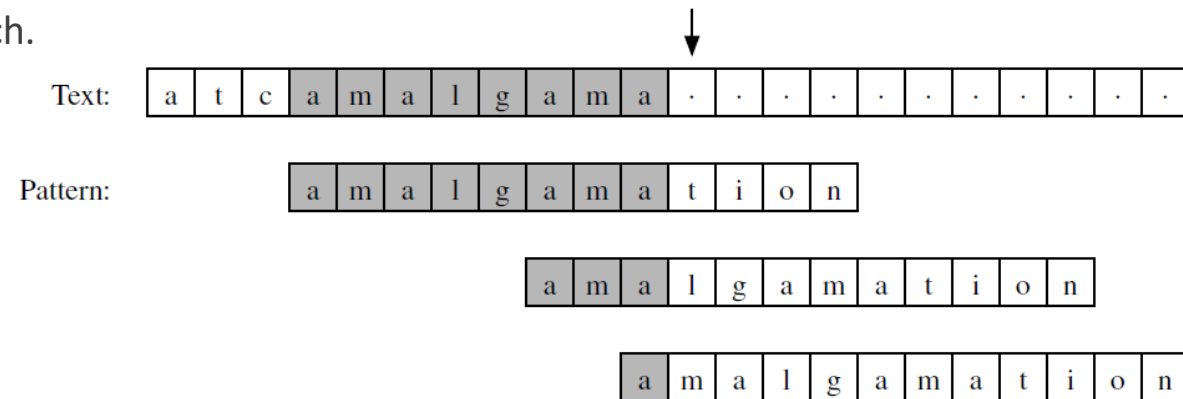 ch.
Text: a t c a m a l g a m a · · · · · · · · · · ·
Pattern: a m a l g a m a t i o n
a m a l g a m a t i o n
a m a l g a m a t i o n